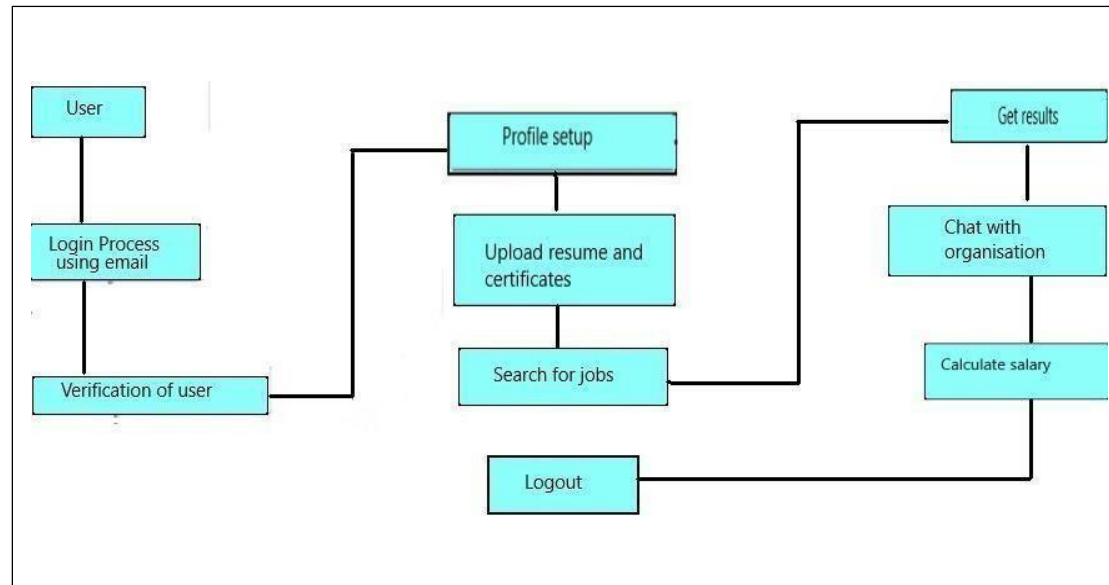 User
Login Process
using email
Verification of user
Profile setup
Upload resume and
certificates
Search for jobs
Get results
Chat with
organisation
Calculate salary
Logout